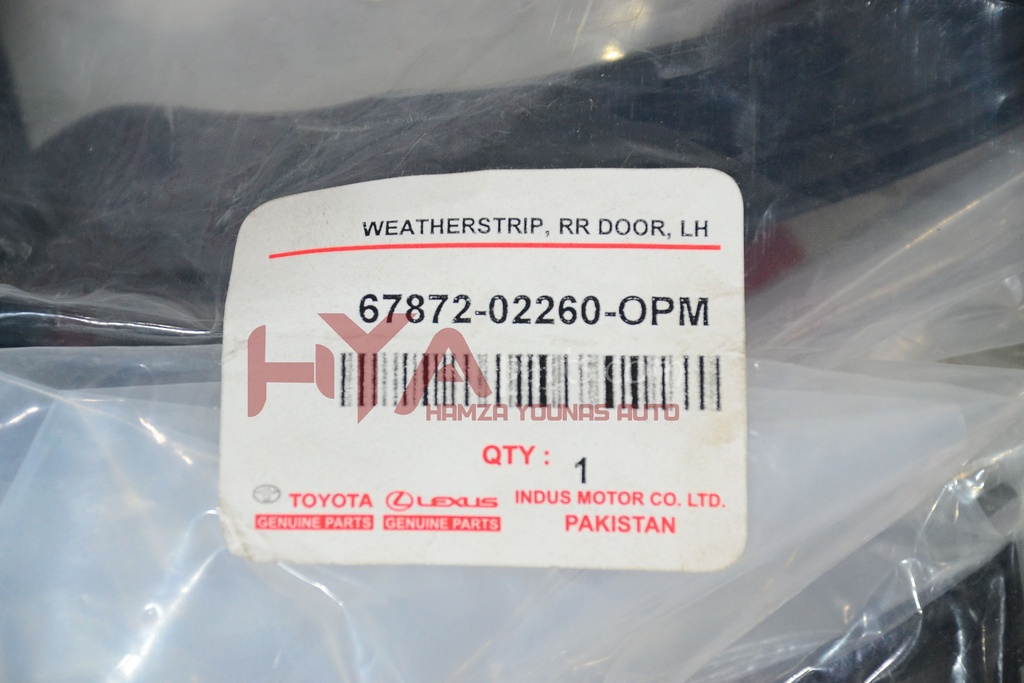 WEATHERSTRIP, RR DOOR, LH
67872-02260-OPM
HYA
HAMZA YOUNAS AUTO
QTY : 1
TOYOTA
GENUINE PARTS
LEXUS
GENUINE PARTS
INDUS MOTOR CO. LTD.
PAKISTAN